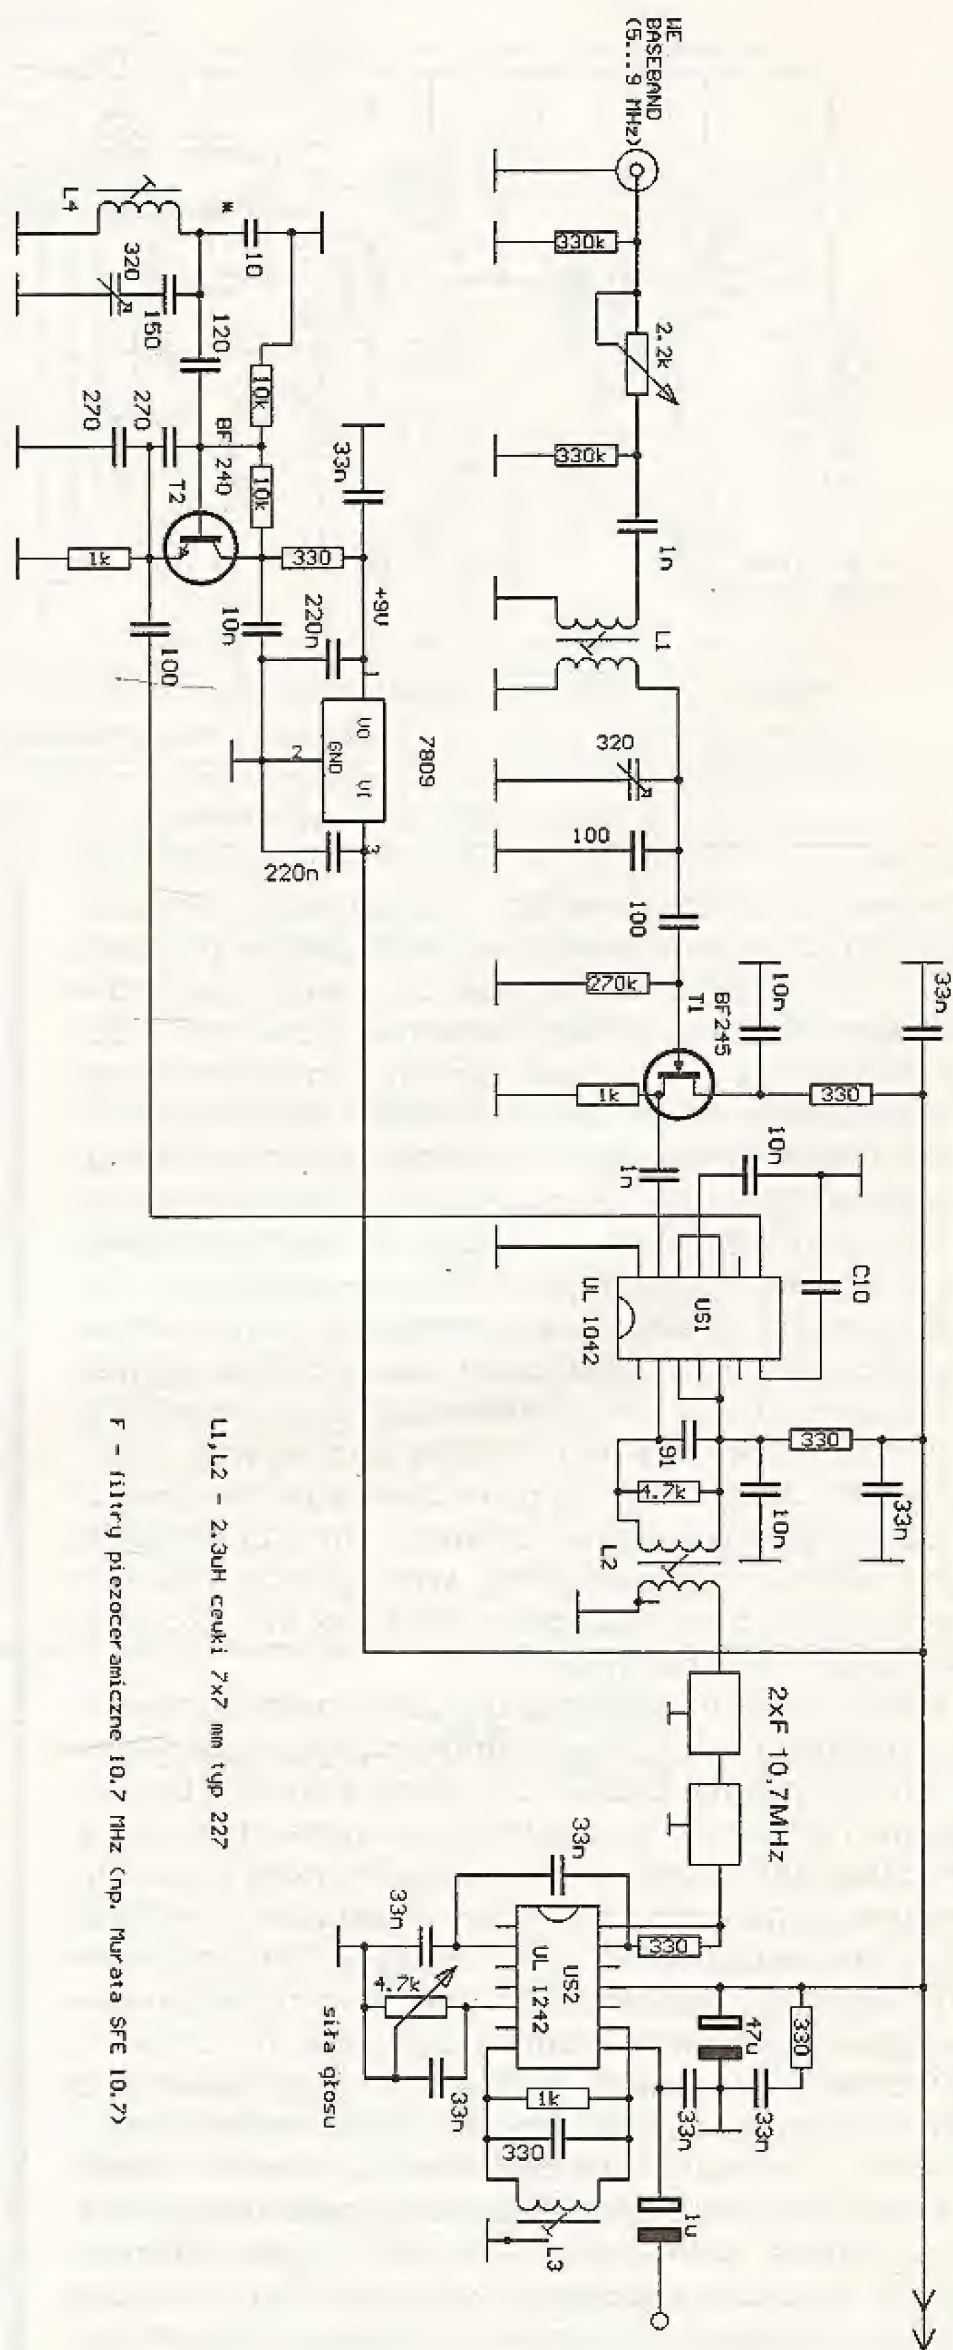 WE
BASEBAND
(5...9 MHz)
330k
2.2k
330k
1n
L1
320
100
100
270k
10n
BF245
T1
1k
330
33n
1n
10n
C10
US1
UL 1042
91
4.7k
330
10n
33n
L2
2xF 10,7MHz
33n
330
US2
UL 1242
33n
4.7k
33n
siła głosu
47u
330
33n
33n
1k
330
L3
1u
L4
*
10
320
150
120
10k
270
270
BF 240
T2
10k
33n
1k
330
+9V
10n
220n
100
1
VO
GND
VI
2
3
7809
220n
L1,L2 - 2.3uH cewki 7x7 mm typ 227
F - filtry piezoceramiczne 10.7 MHz (np. Murata SFE 10.7)